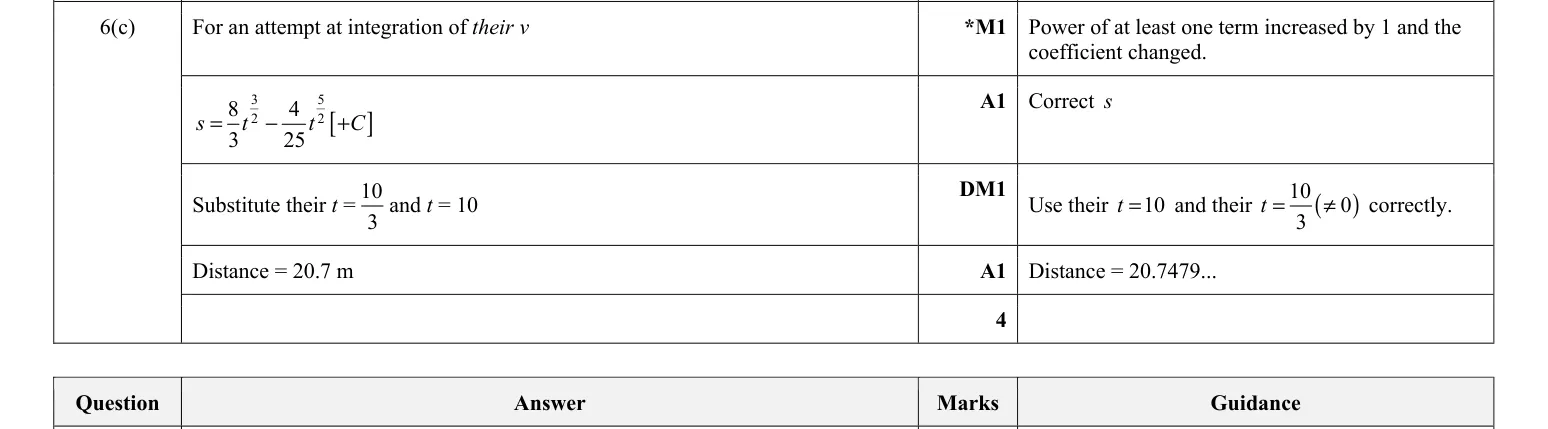 6(c) For an attempt at integration of their v *M1 Power of at least one term increased by 1 and the
coefficient changed.
s = 8/3 t^(3/2) − 4/25 t^(5/2) [+C] A1 Correct s
Substitute their t = 10/3 and t = 10 DM1 Use their t = 10 and their t = 10/3 (≠ 0) correctly.
Distance = 20.7 m A1 Distance = 20.7479...
4
Question Answer Marks Guidance